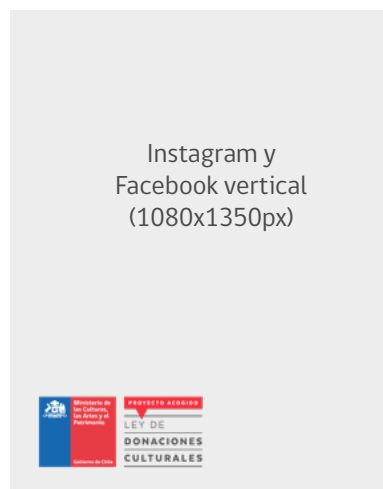 Instagram y
Facebook vertical
(1080x1350px)
Ministerio de
las Culturas,
las Artes y el
Patrimonio
Gobierno de Chile
PROYECTO ACOGIDO
LEY DE
DONACIONES
CULTURALES